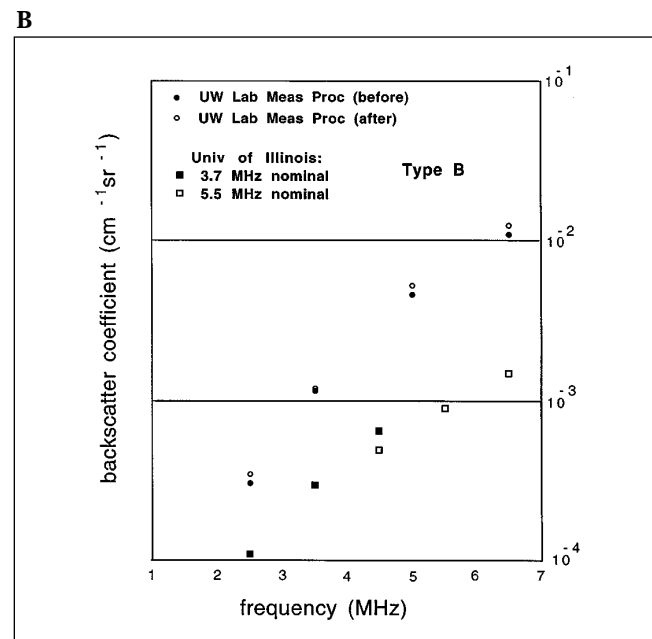 B
UW Lab Meas Proc (before)
UW Lab Meas Proc (after)
Univ of Illinois:
3.7 MHz nominal
5.5 MHz nominal
Type B
backscatter coefficient (cm -1 sr -1)
10 -1
10 -2
10 -3
10 -4
1 2 3 4 5 6 7
frequency (MHz)